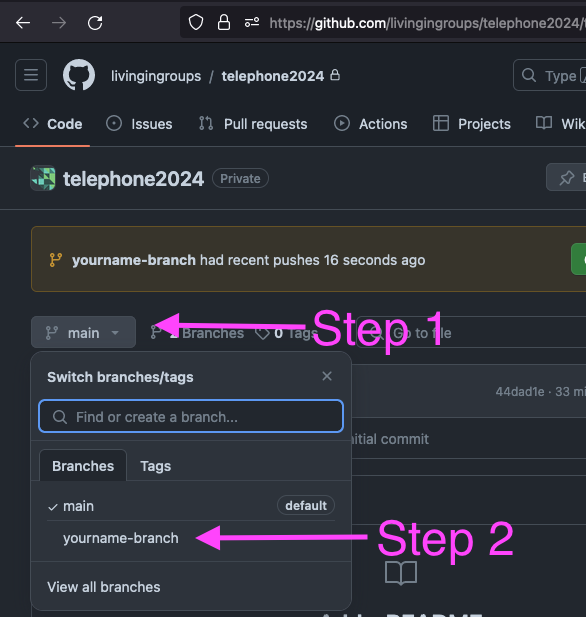 https://github.com/livingingroups/telephone2024/
livingingroups / telephone2024
Type /
Code Issues Pull requests Actions Projects Wik
telephone2024 Private
yourname-branch had recent pushes 16 seconds ago
main 2 Branches 0 Tags Go to file
Step 1
Switch branches/tags
44dad1e · 33 mi
Find or create a branch...
nitial commit
Branches Tags
main default
yourname-branch
Step 2
View all branches
README